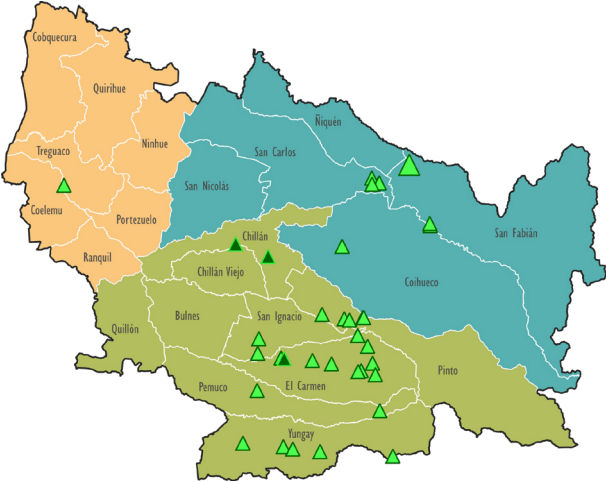 Cobquecura
Quirihue
Ñiquén
Treguaco
Ninhue
San Carlos
San Nicolás
Coelemu
Portezuelo
San Fabián
Chillán
Ranquil
Chillán Viejo
Coihueco
Bulnes
San Ignacio
Quillón
Pinto
Pemuco
El Carmen
Yungay